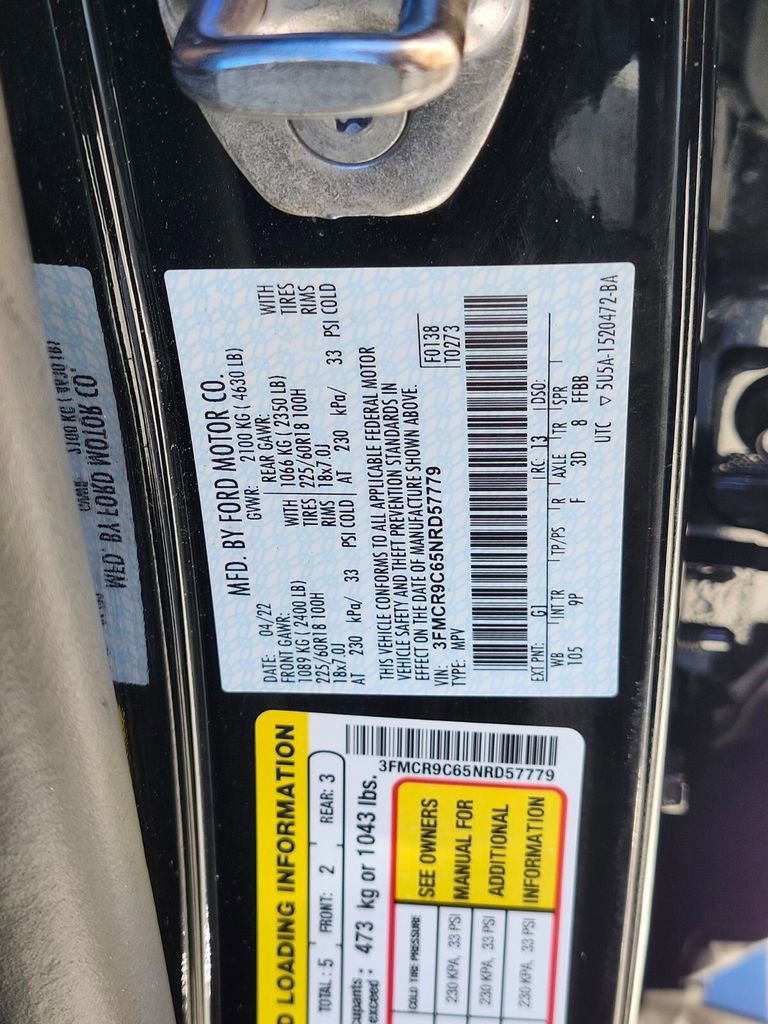 MFD. BY FORD MOTOR CO.
DATE: 04/22 GVWR: 2100 KG ( 4630 LB)
FRONT GAWR: REAR GAWR:
1089 KG ( 2400 LB) WITH 1066 KG ( 2350 LB) WITH
225/60R18 100H TIRES 225/60R18 100H TIRES
18x7.0J RIMS 18x7.0J RIMS
AT 230 kPa/ 33 PSI COLD AT 230 kPa/ 33 PSI COLD
THIS VEHICLE CONFORMS TO ALL APPLICABLE FEDERAL MOTOR
VEHICLE SAFETY AND THEFT PREVENTION STANDARDS IN
EFFECT ON THE DATE OF MANUFACTURE SHOWN ABOVE.
VIN: 3FMCR9C65NRD57779 F0138
TYPE: MPV T0273
EXT PNT: G1 RC: 13 DSO:
WB INT TR TP/PS R AXLE TR SPR
105 9P F 3D 8 FFBB
UTC ▽ 5U5A-1520472-BA
D LOADING INFORMATION
TOTAL: 5 FRONT: 2 REAR: 3
cupants
exceed : 473 kg or 1043 lbs.
3FMCR9C65NRD57779
COLD TIRE PRESSURE
230 KPA, 33 PSI
230 KPA, 33 PSI
230 KPA, 33 PSI
SEE OWNERS
MANUAL FOR
ADDITIONAL
INFORMATION